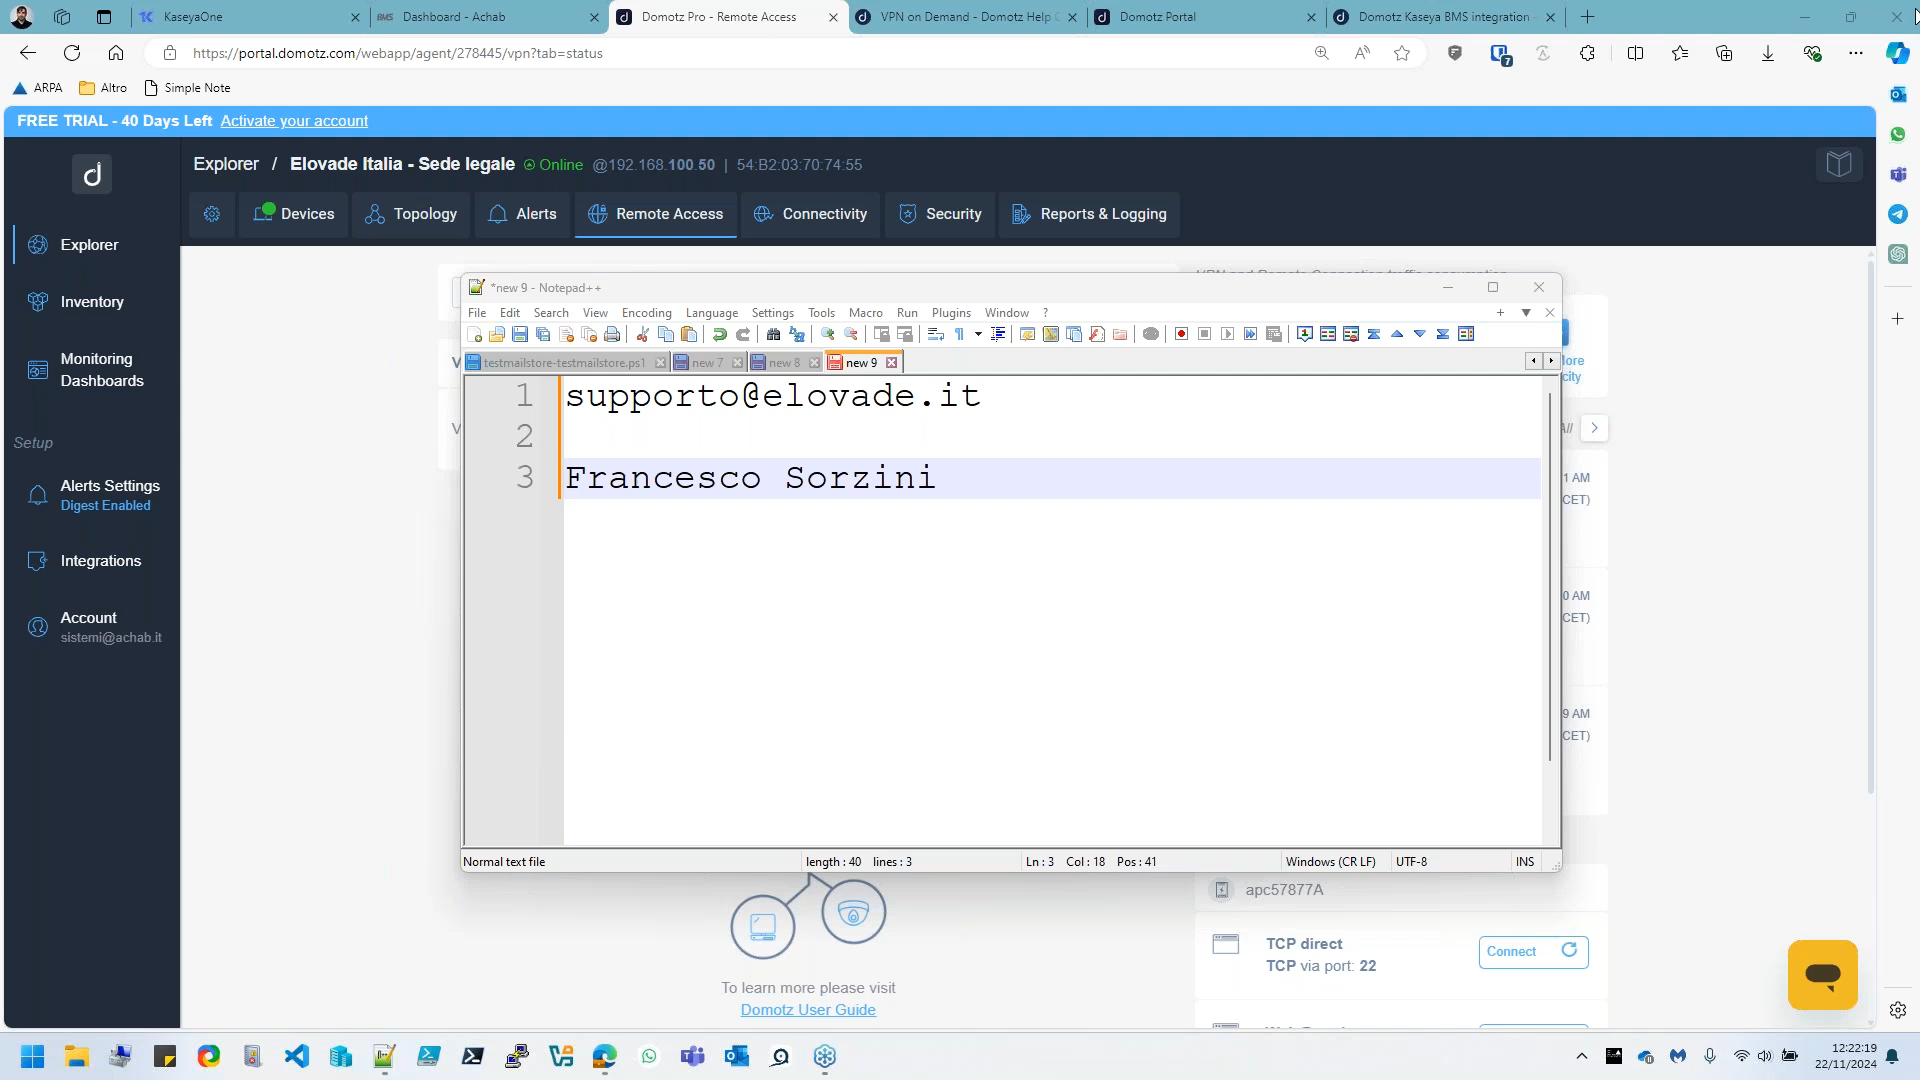 KaseyaOne
BMS Dashboard - Achab
Domotz Pro - Remote Access
VPN on Demand - Domotz Help
Domotz Portal
Domotz Kaseya BMS integration -
https://portal.domotz.com/webapp/agent/278445/vpn?tab=status
7
ARPA
Altro
Simple Note
FREE TRIAL - 40 Days Left Activate your account
Explorer / Elovade Italia - Sede legale Online @192.168.100.50 | 54:B2:03:70:74:55
Devices
Topology
Alerts
Remote Access
Connectivity
Security
Reports & Logging
Explorer
Inventory
Monitoring
Dashboards
Setup
Alerts Settings
Digest Enabled
Integrations
Account
sistemi@achab.it
*new 9 - Notepad++
File Edit Search View Encoding Language Settings Tools Macro Run Plugins Window ?
testmailstore-testmailstore.ps1
new 7
new 8
new 9
1 supporto@elovade.it
2
3 Francesco Sorzini
Normal text file
length : 40 lines : 3
Ln : 3 Col : 18 Pos : 41
Windows (CR LF)
UTF-8
INS
apc57877A
TCP direct
TCP via port: 22
Connect
To learn more please visit
Domotz User Guide
12:22:19
22/11/2024